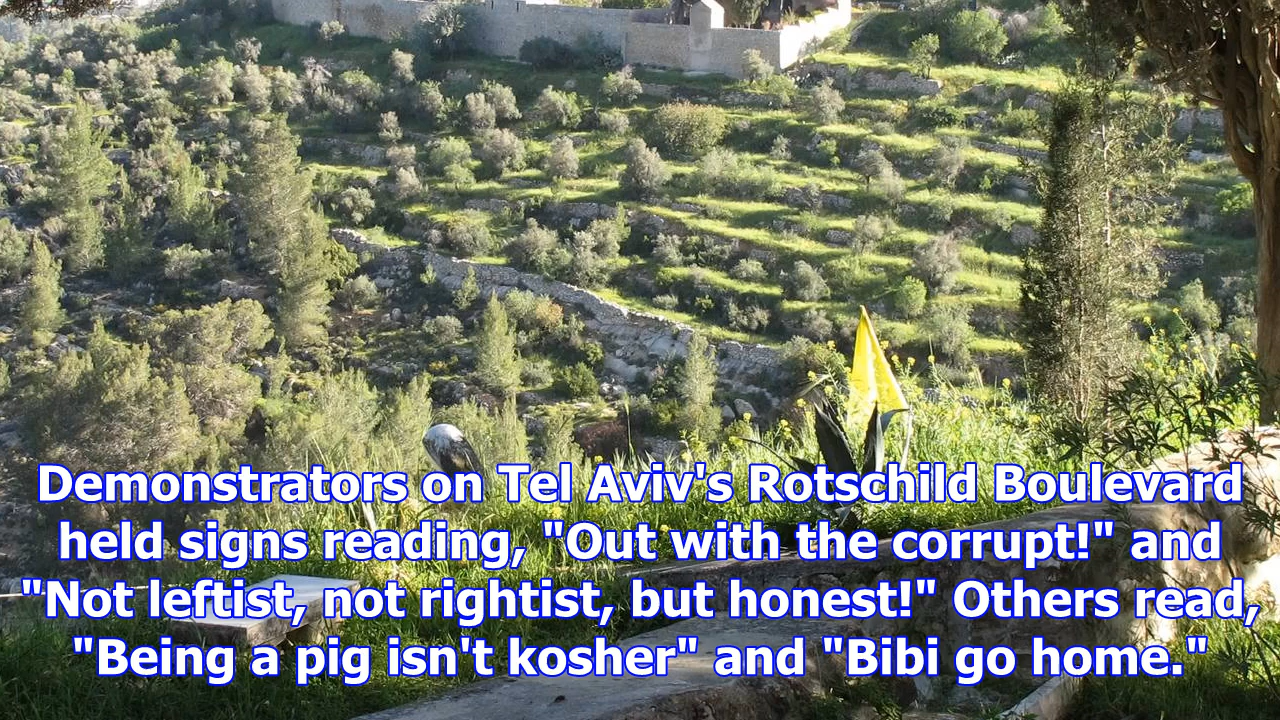 Demonstrators on Tel Aviv's Rotschild Boulevard
held signs reading, "Out with the corrupt!" and
"Not leftist, not rightist, but honest!" Others read,
"Being a pig isn't kosher" and "Bibi go home."